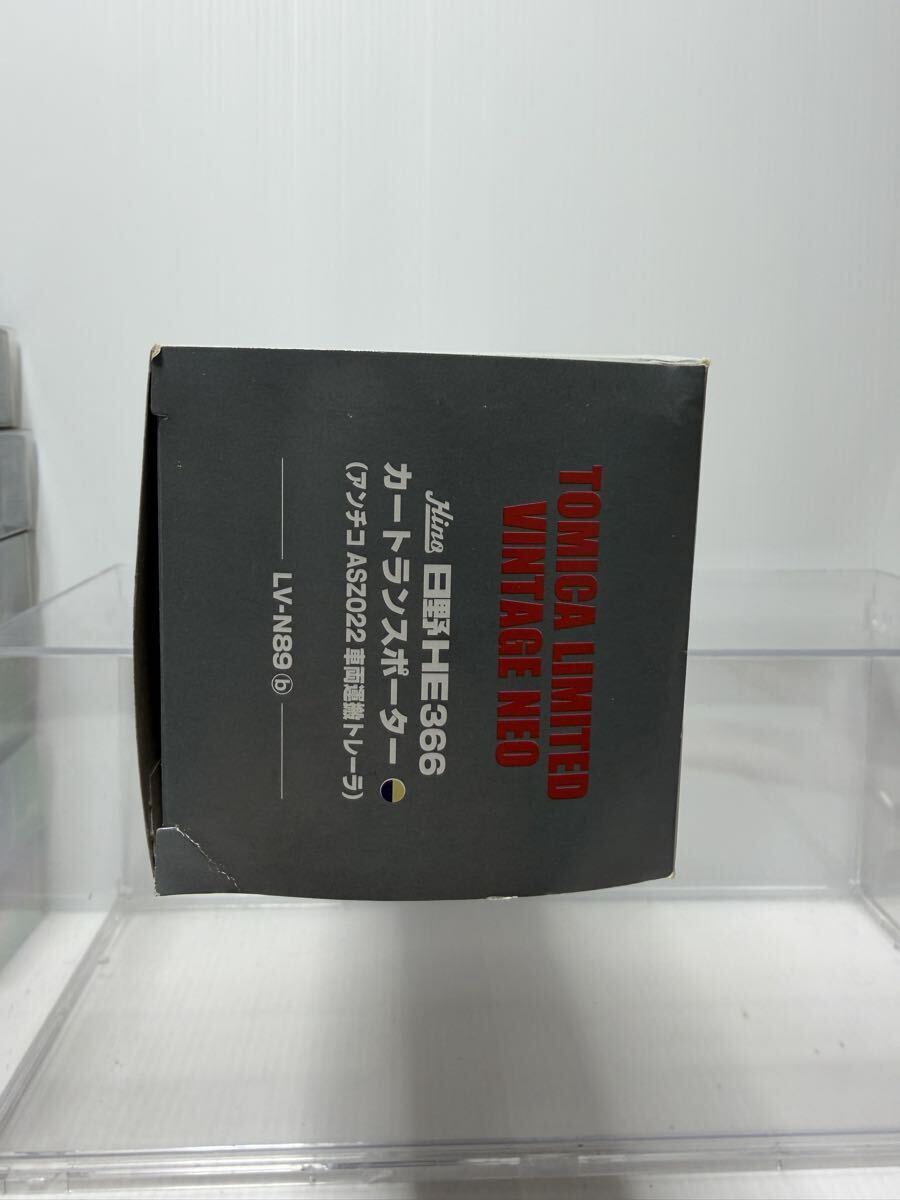 TOMICA LIMITED
VINTAGE NEO
Hino 日野HE366
カートランスポーター
(アンチコ ASZ022 車両運搬トレーラ)
LV-N89 ⓑ